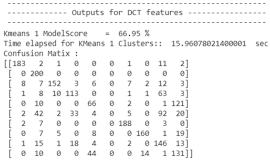 ------------------------------------------------------------
------------- Outputs for DCT features -----------------
------------------------------------------------------------
Kmeans 1 ModelScore    = 66.95 %
Time elapsed for KMeans 1 Clusters::  15.96078021400001  sec
Confusion Matix :
[[183   2   1   0   0   0   1   0  11   2]
 [  0 200   0   0   0   0   0   0   0   0]
 [  8   7 152   3   6   0   7   2  12   3]
 [  1   8  10 113   0   0   1   1  63   3]
 [  0  10   0   0  66   0   2   0   1 121]
 [  2  42   2  33   4   0   5   0  92  20]
 [  2   7   0   0   0   0 188   0   3   0]
 [  0   7   5   0   8   0   0 160   1  19]
 [  1  15   1  18   4   0   2   0 146  13]
 [  0  10   0   0  44   0   0  14   1 131]]